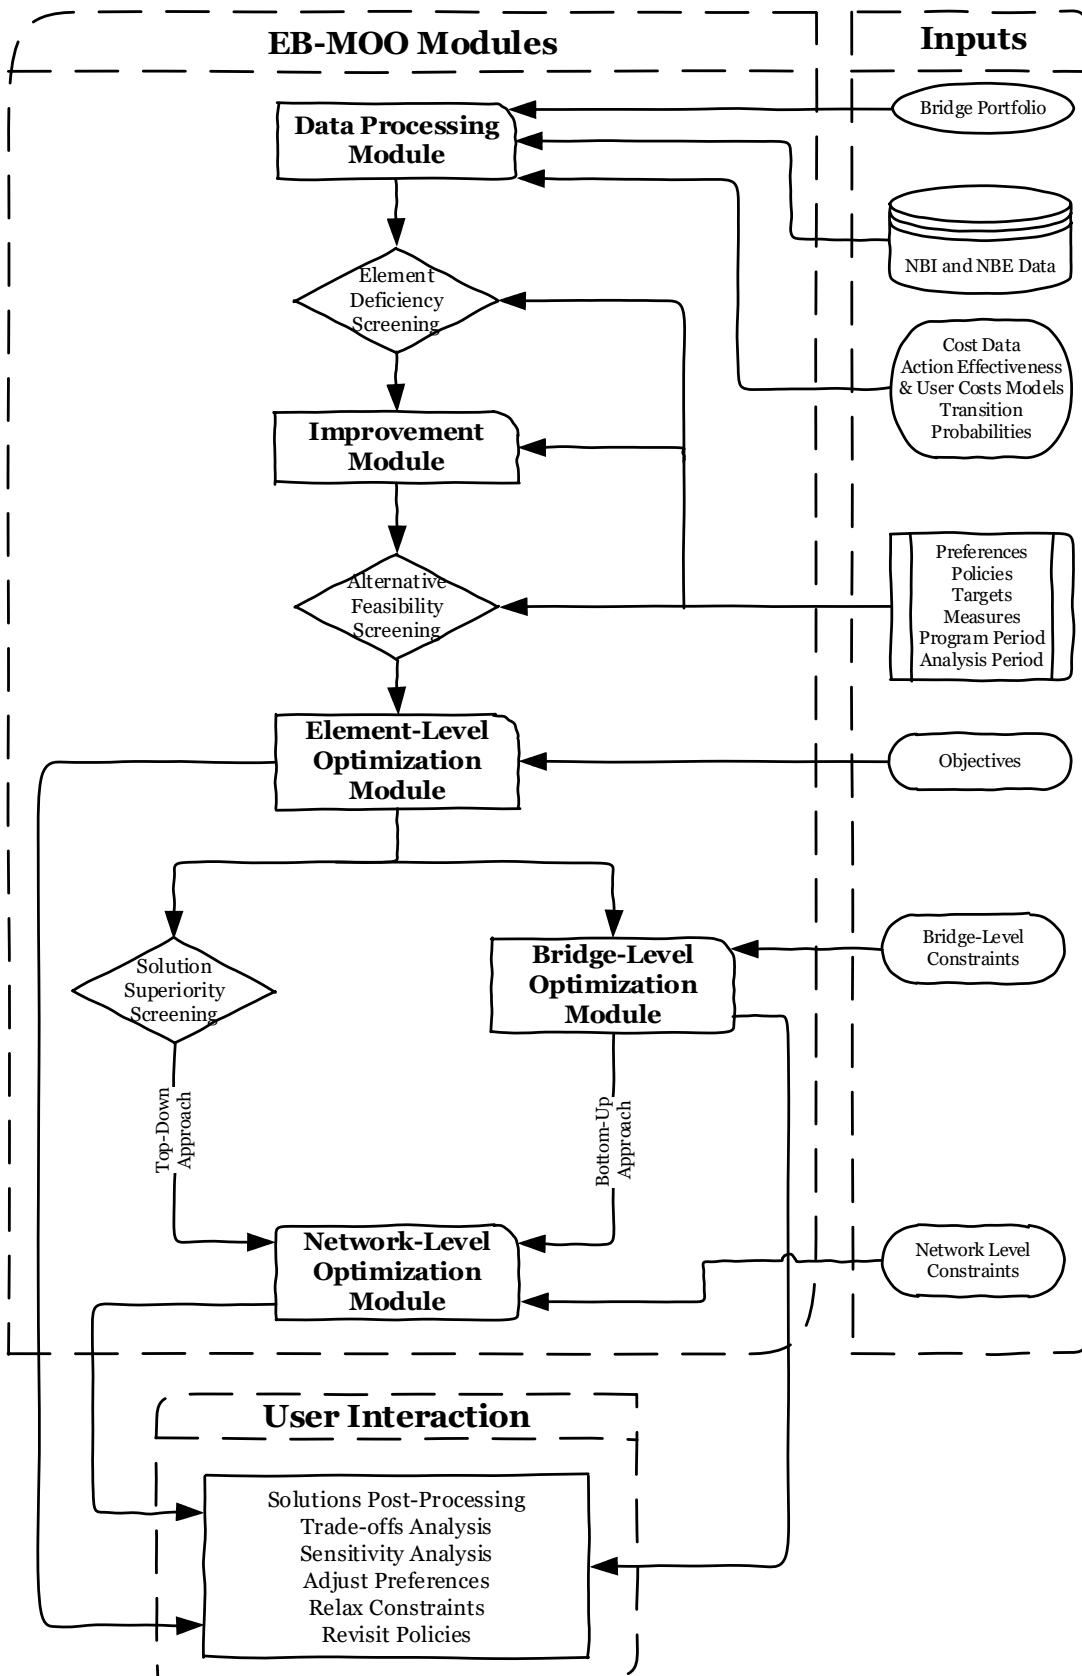 EB-MOO Modules
Inputs
Data Processing
Module
Bridge Portfolio
NBI and NBE Data
Element
Deficiency
Screening
Cost Data
Action Effectiveness
& User Costs Models
Transition
Probabilities
Improvement
Module
Alternative
Feasibility
Screening
Preferences
Policies
Targets
Measures
Program Period
Analysis Period
Element-Level
Optimization
Module
Objectives
Solution
Superiority
Screening
Bridge-Level
Optimization
Module
Bridge-Level
Constraints
Top-Down
Approach
Bottom-Up
Approach
Network-Level
Optimization
Module
Network Level
Constraints
User Interaction
Solutions Post-Processing
Trade-offs Analysis
Sensitivity Analysis
Adjust Preferences
Relax Constraints
Revisit Policies